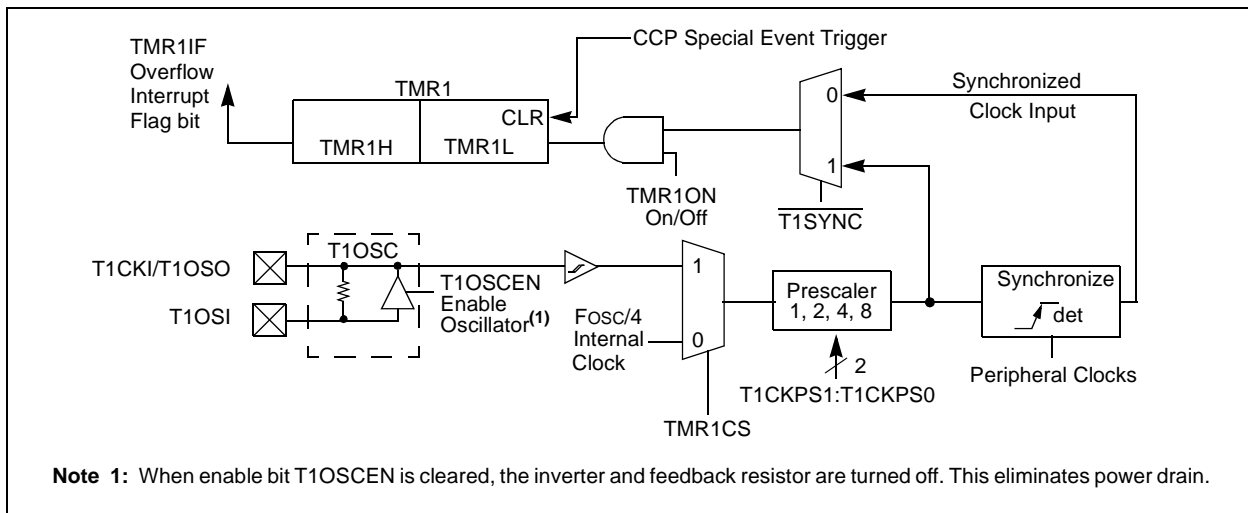 TMR1IF
Overflow
Interrupt
Flag bit
TMR1
TMR1H
TMR1L
CLR
CCP Special Event Trigger
TMR1ON
On/Off
0
1
T1SYNC
Synchronized
Clock Input
T1CKI/T1OSO
T1OSI
T1OSC
T1OSCEN
Enable
Oscillator(1)
FOSC/4
Internal
Clock
1
0
TMR1CS
Prescaler
1, 2, 4, 8
2
T1CKPS1:T1CKPS0
Synchronize
det
Peripheral Clocks
Note 1: When enable bit T1OSCEN is cleared, the inverter and feedback resistor are turned off. This eliminates power drain.